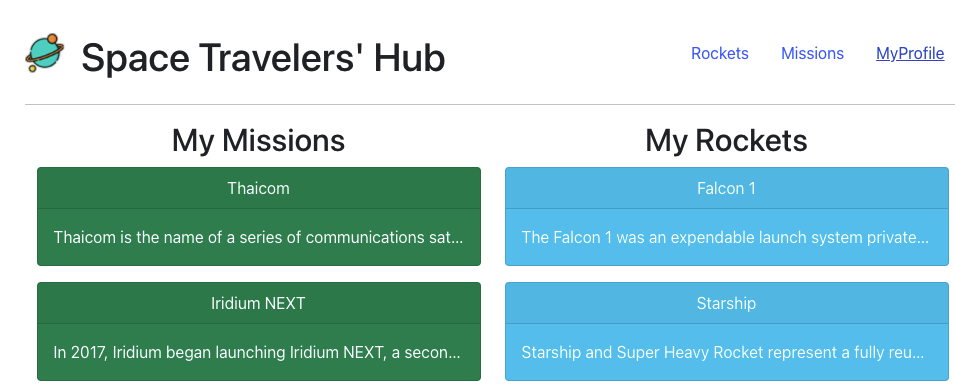 Space Travelers' Hub
Rockets Missions MyProfile
My Missions
Thaicom
Thaicom is the name of a series of communications sat...
Iridium NEXT
In 2017, Iridium began launching Iridium NEXT, a secon...
My Rockets
Falcon 1
The Falcon 1 was an expendable launch system private...
Starship
Starship and Super Heavy Rocket represent a fully reu...